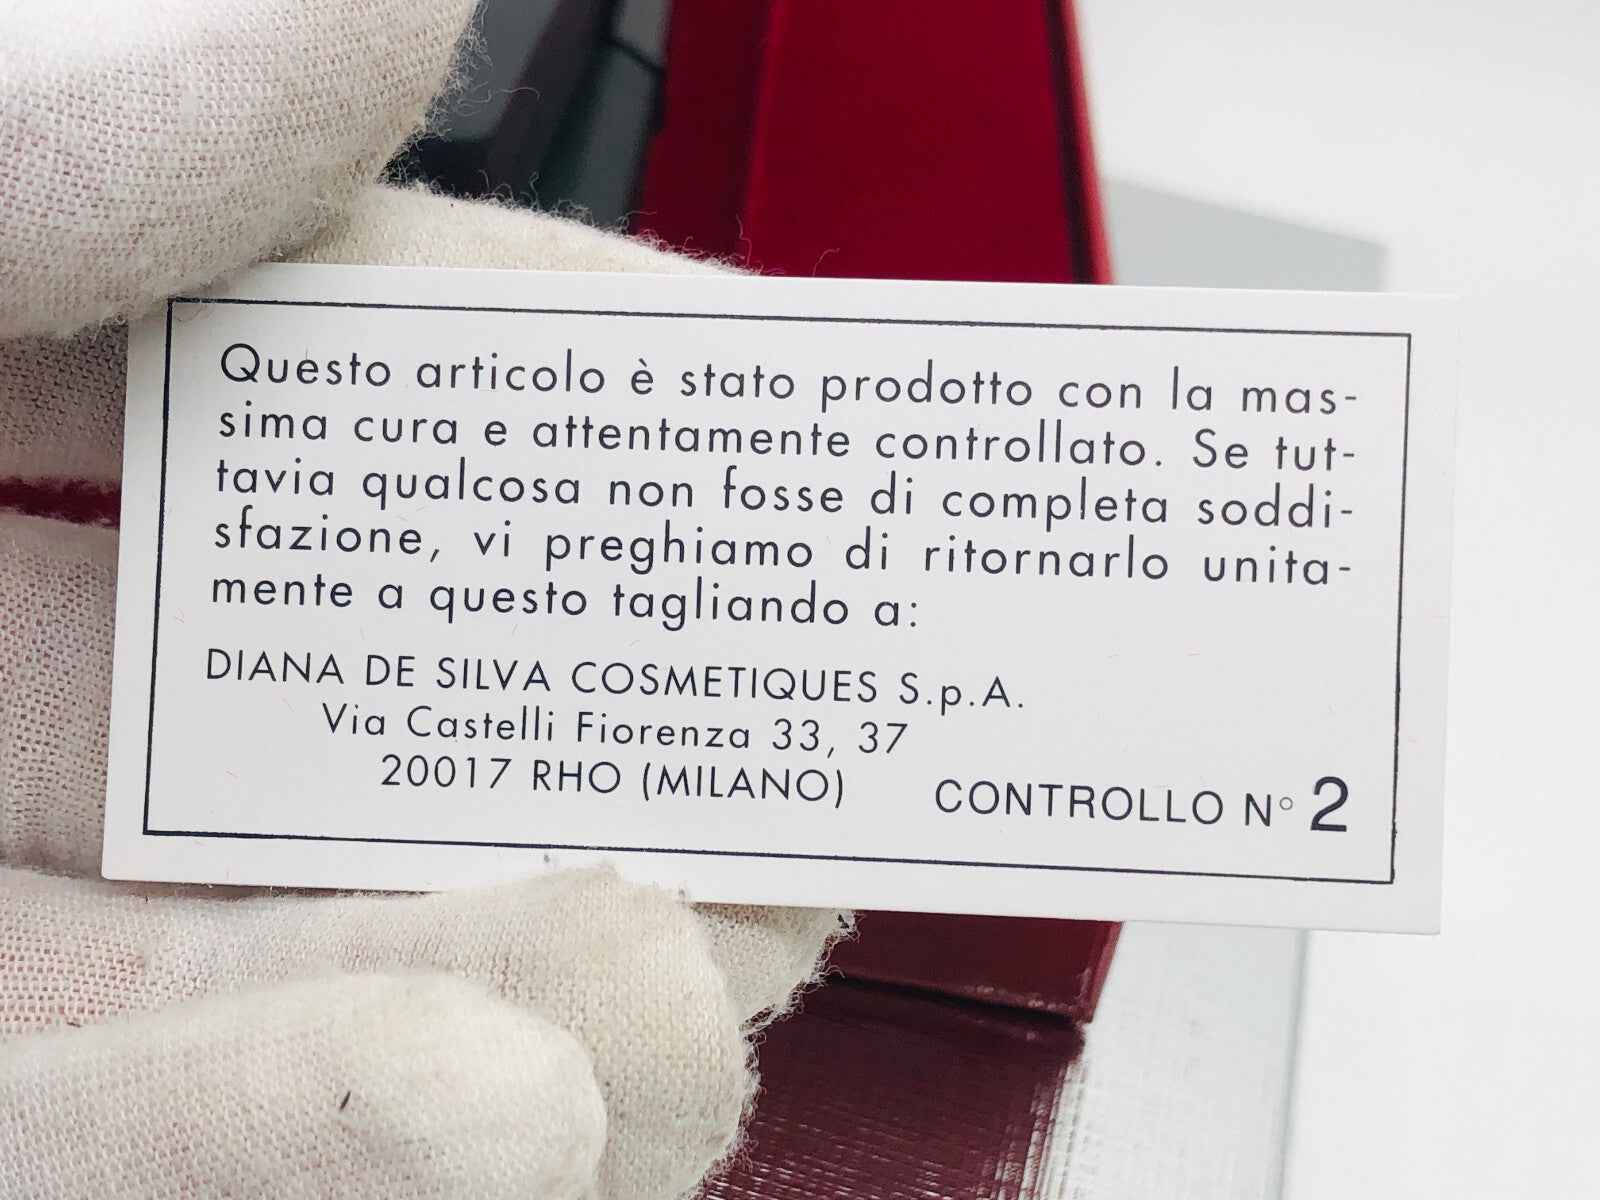 Questo articolo è stato prodotto con la mas-
sima cura e attentamente controllato. Se tut-
tavia qualcosa non fosse di completa soddi-
sfazione, vi preghiamo di ritornarlo unita-
mente a questo tagliando a:
DIANA DE SILVA COSMETIQUES S.p.A.
Via Castelli Fiorenza 33, 37
20017 RHO (MILANO) CONTROLLO N° 2